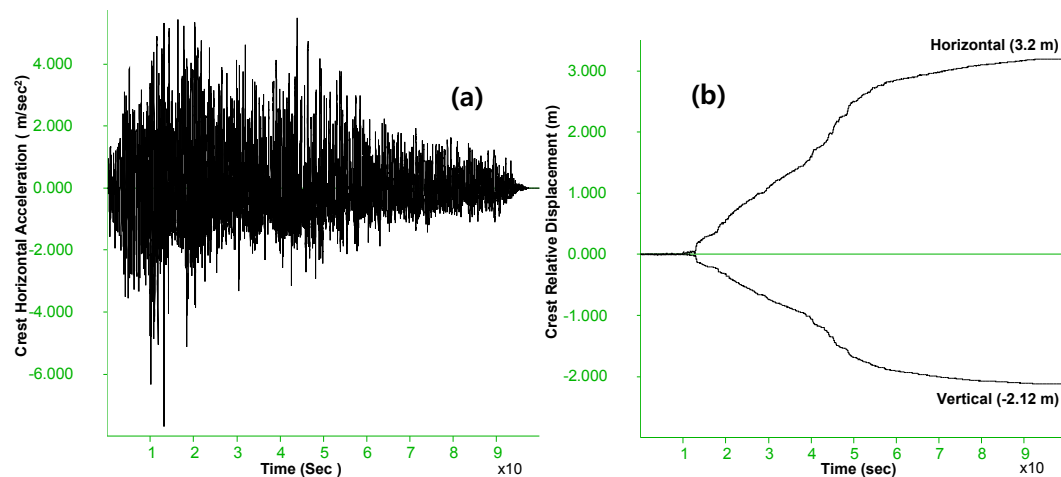 (a)
Crest Horizontal Acceleration ( m/sec²)
4.000
2.000
0.000
-2.000
-4.000
-6.000
1 2 3 4 5 6 7 8 9
Time (Sec )
x10
(b)
Horizontal (3.2 m)
Crest Relative Displacement (m)
3.000
1.000
0.000
-1.000
-2.000
Vertical (-2.12 m)
1 2 3 4 5 6 7 8 9
Time (sec)
x10